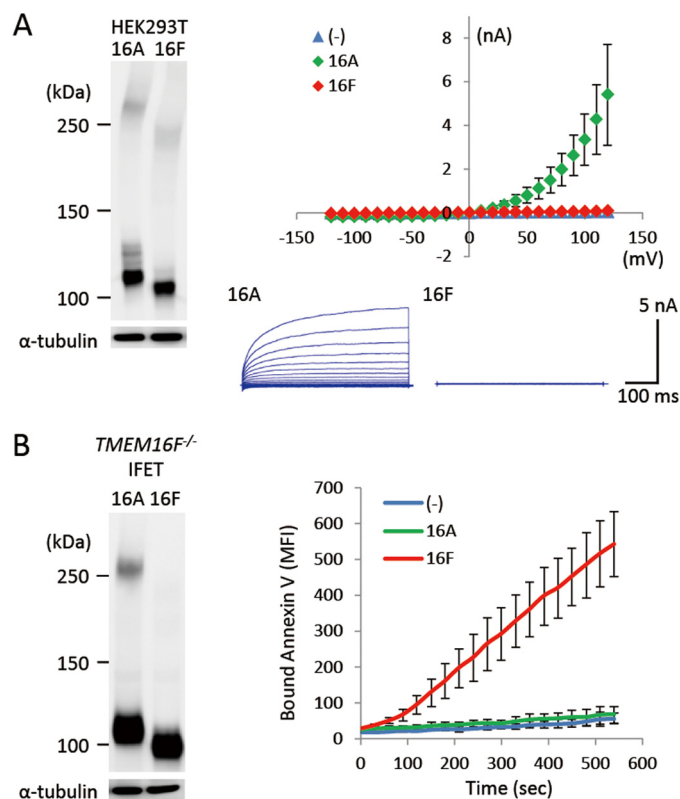 A
HEK293T
16A 16F
(kDa)
250
150
100
α-tubulin
(-)
16A
16F
(nA)
8
6
4
2
0
-2
-150 -100 -50 0 50 100 150
(mV)
16A
16F
5 nA
100 ms
B
TMEM16F-/-
IFET
16A 16F
(kDa)
250
150
100
α-tubulin
Bound Annexin V (MFI)
700
600
500
400
300
200
100
0
(-)
16A
16F
0 100 200 300 400 500 600
Time (sec)